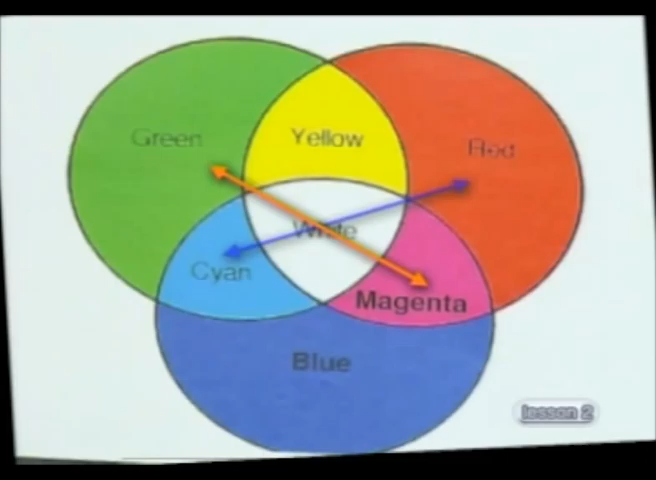 Green
Yellow
Red
White
Cyan
Magenta
Blue
lesson 2